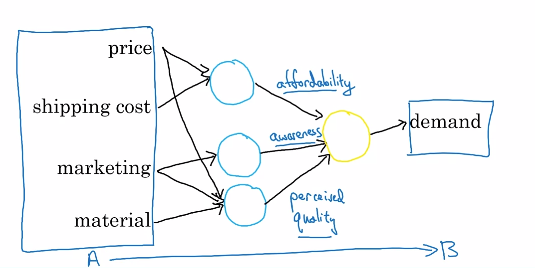 price
affordability
shipping cost
demand
awareness
marketing
perceived
quality
material
A
B